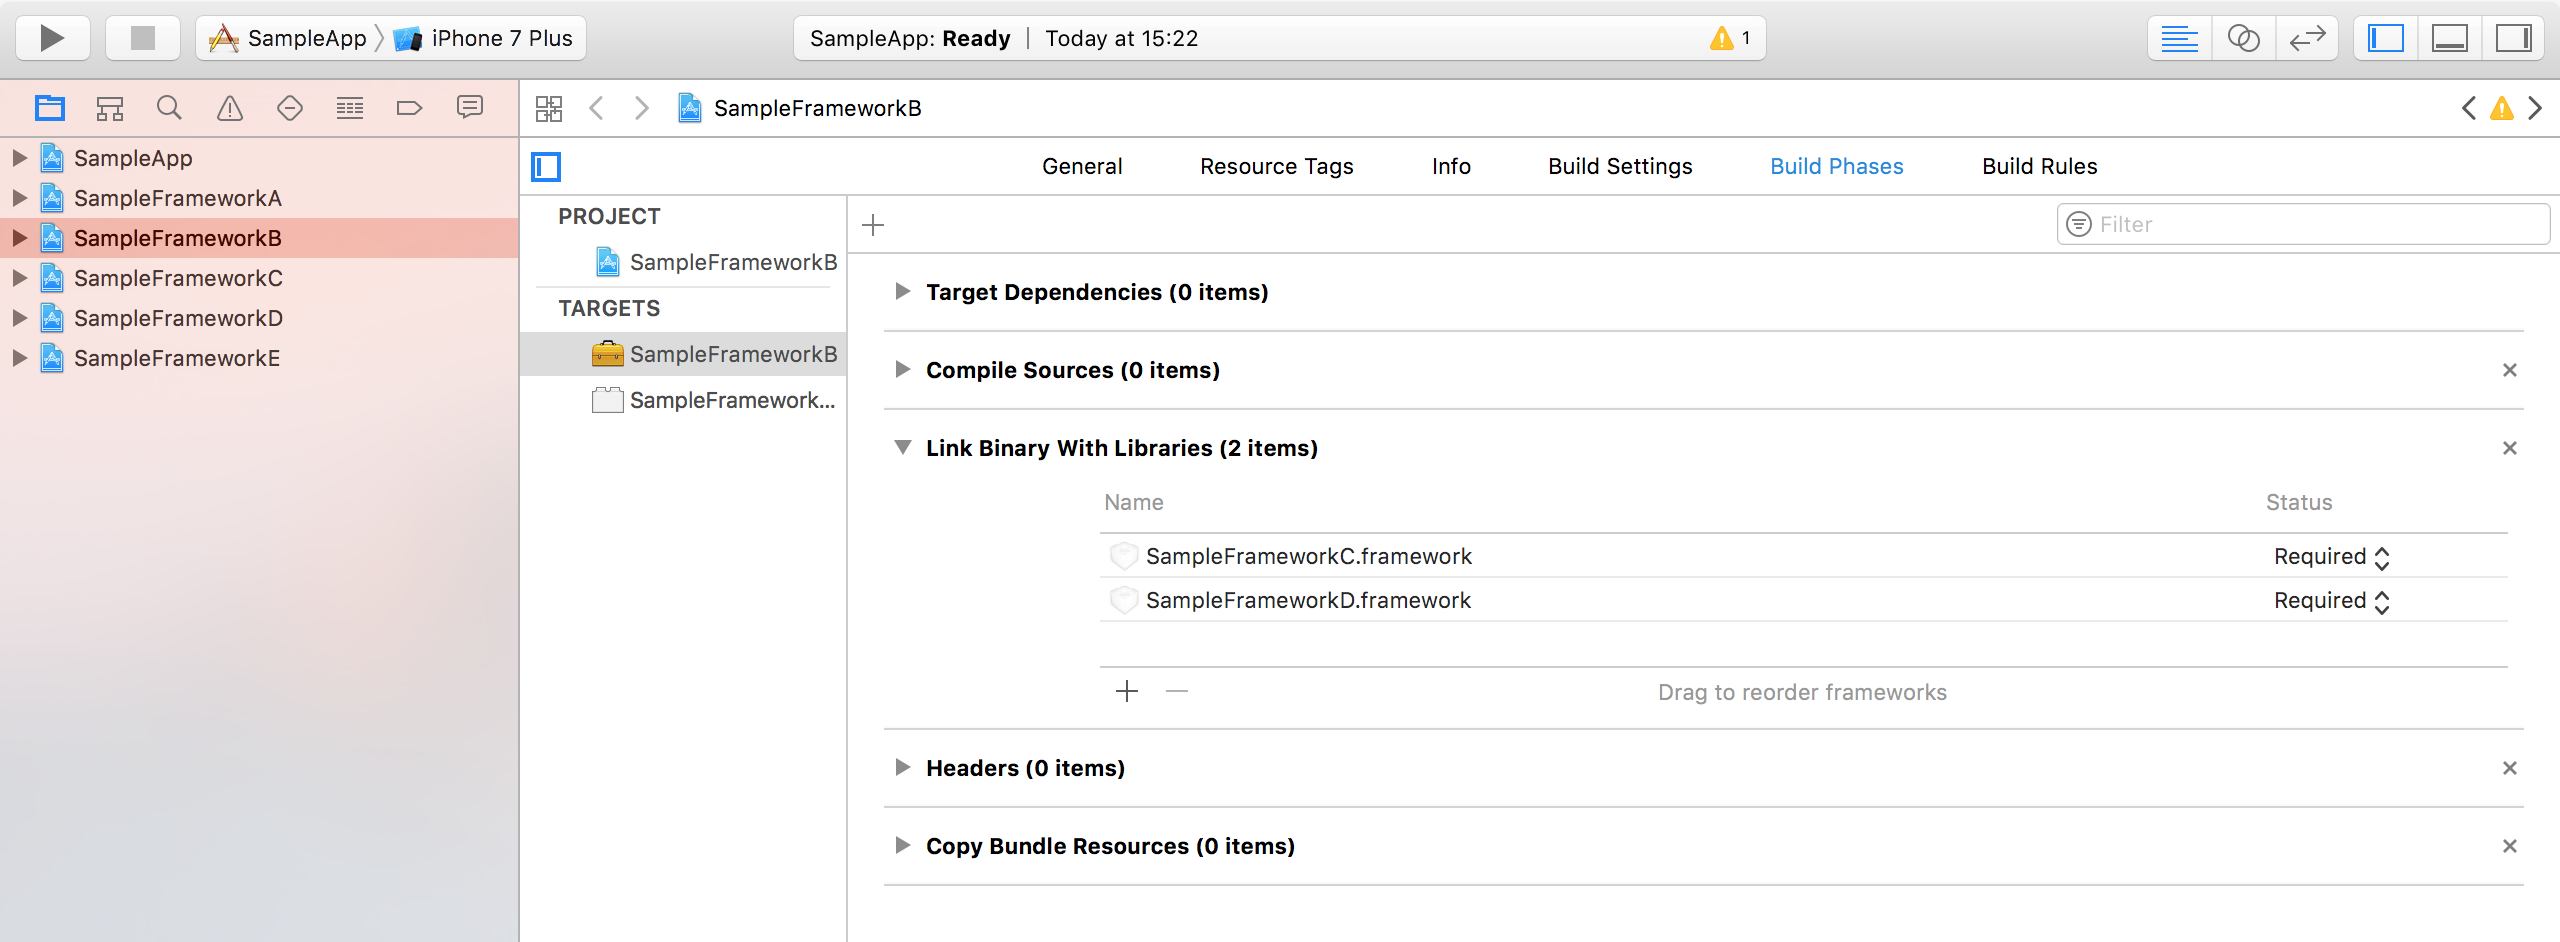 SampleApp iPhone 7 Plus
SampleApp: Ready | Today at 15:22
1
SampleFrameworkB
SampleApp
SampleFrameworkA
SampleFrameworkB
SampleFrameworkC
SampleFrameworkD
SampleFrameworkE
General Resource Tags Info Build Settings Build Phases Build Rules
PROJECT
SampleFrameworkB
TARGETS
SampleFrameworkB
SampleFramework...
Filter
Target Dependencies (0 items)
Compile Sources (0 items)
Link Binary With Libraries (2 items)
Name Status
SampleFrameworkC.framework Required
SampleFrameworkD.framework Required
Drag to reorder frameworks
Headers (0 items)
Copy Bundle Resources (0 items)